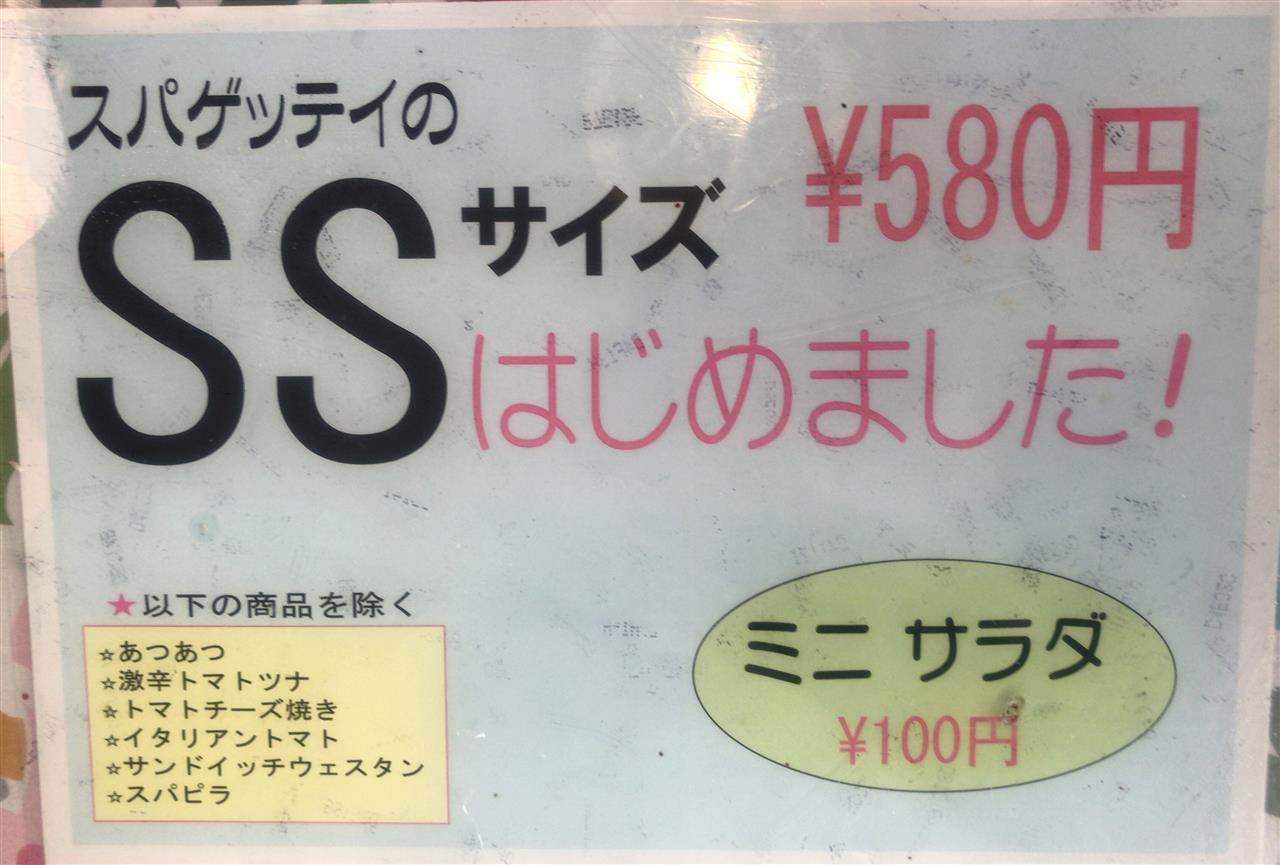 スパゲッテイの
SSサイズ ¥580円
はじめました!
★以下の商品を除く
☆あつあつ
☆激辛トマトツナ
☆トマトチーズ焼き
☆イタリアントマト
☆サンドイッチウェスタン
☆スパピラ
ミニ サラダ
¥100円